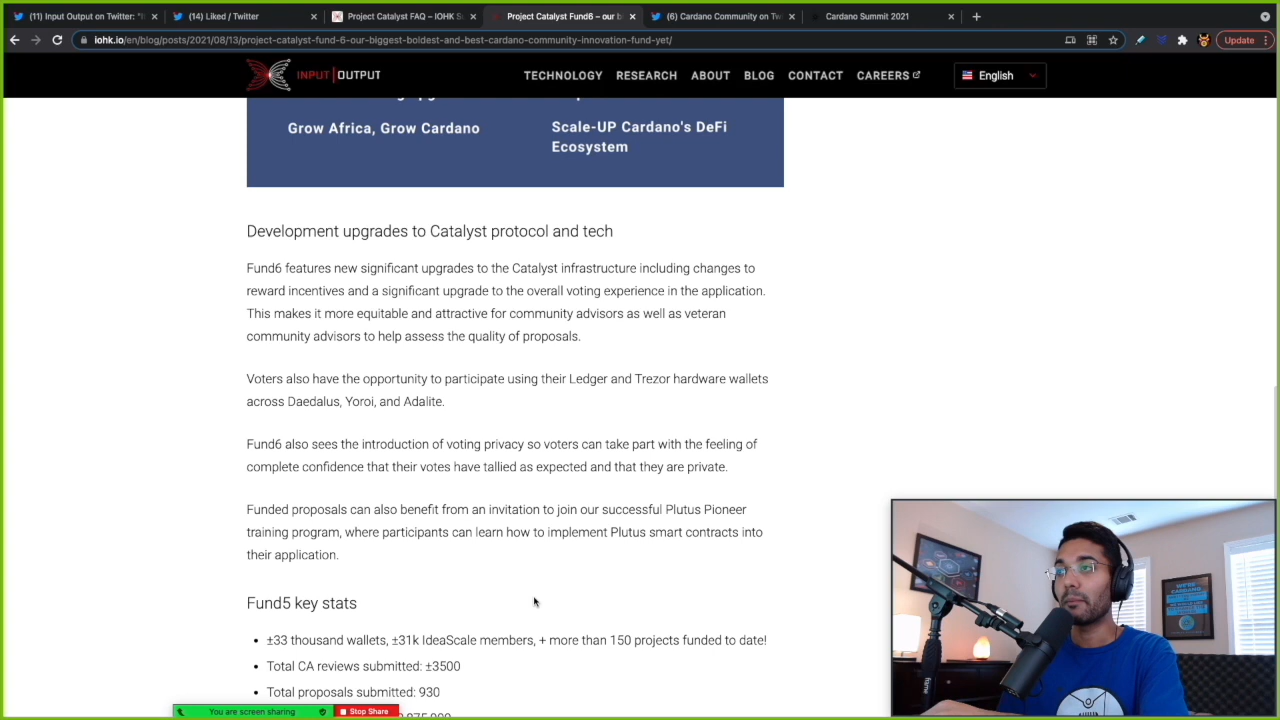 (11) Input Output on Twitter: "
(14) Liked / Twitter
Project Catalyst FAQ – IOHK S
Project Catalyst Fund6 – our b
(6) Cardano Community on Tw
Cardano Summit 2021
iohk.io/en/blog/posts/2021/08/13/project-catalyst-fund-6-our-biggest-boldest-and-best-cardano-community-innovation-fund-yet/
Update
INPUT | OUTPUT
TECHNOLOGY RESEARCH ABOUT BLOG CONTACT CAREERS
English
Grow Africa, Grow Cardano
Scale-UP Cardano's DeFi
Ecosystem
Development upgrades to Catalyst protocol and tech
Fund6 features new significant upgrades to the Catalyst infrastructure including changes to
reward incentives and a significant upgrade to the overall voting experience in the application.
This makes it more equitable and attractive for community advisors as well as veteran
community advisors to help assess the quality of proposals.
Voters also have the opportunity to participate using their Ledger and Trezor hardware wallets
across Daedalus, Yoroi, and Adalite.
Fund6 also sees the introduction of voting privacy so voters can take part with the feeling of
complete confidence that their votes have tallied as expected and that they are private.
Funded proposals can also benefit from an invitation to join our successful Plutus Pioneer
training program, where participants can learn how to implement Plutus smart contracts into
their application.
Fund5 key stats
• ±33 thousand wallets, ±31k IdeaScale members, + more than 150 projects funded to date!
• Total CA reviews submitted: ±3500
• Total proposals submitted: 930
You are screen sharing
Stop Share
WE'RE
CARDANO